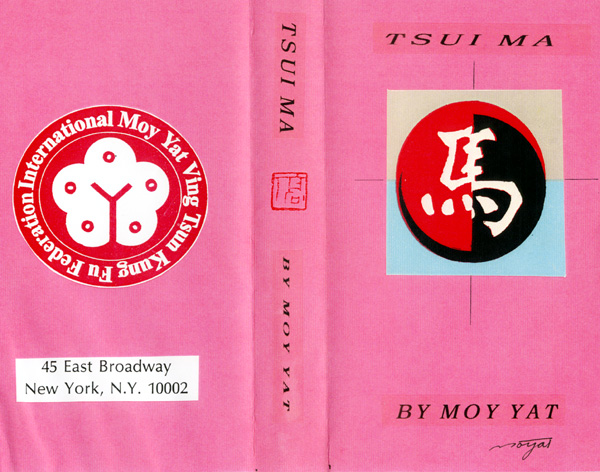 International Moy Yat Ving Tsun Kung Fu Federation
45 East Broadway
New York, N.Y. 10002
TSUI MA
BY MOY YAT
TSUI MA
馬
BY MOY YAT
moyat